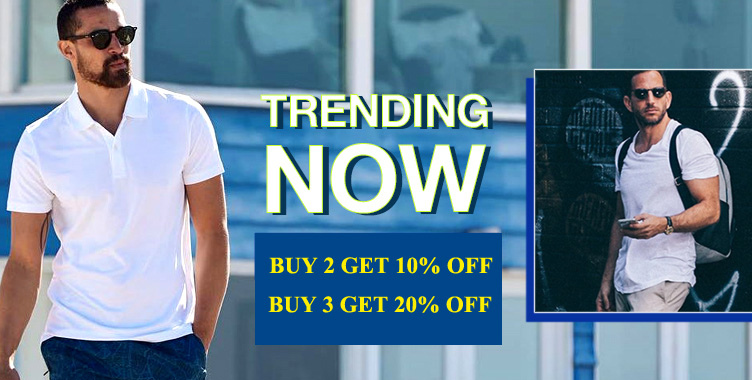 TRENDING
NOW
BUY 2 GET 10% OFF
BUY 3 GET 20% OFF